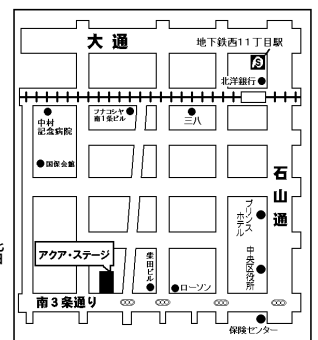 大通
地下鉄西11丁目駅
北洋銀行
中村
記念病院
フナコシヤ
南1条ビル
三八
国保会館
石山通
プリンス
ホテル
中央区役所
アクア・ステージ
柴田ビル
ローソン
南3条通り
保険センター